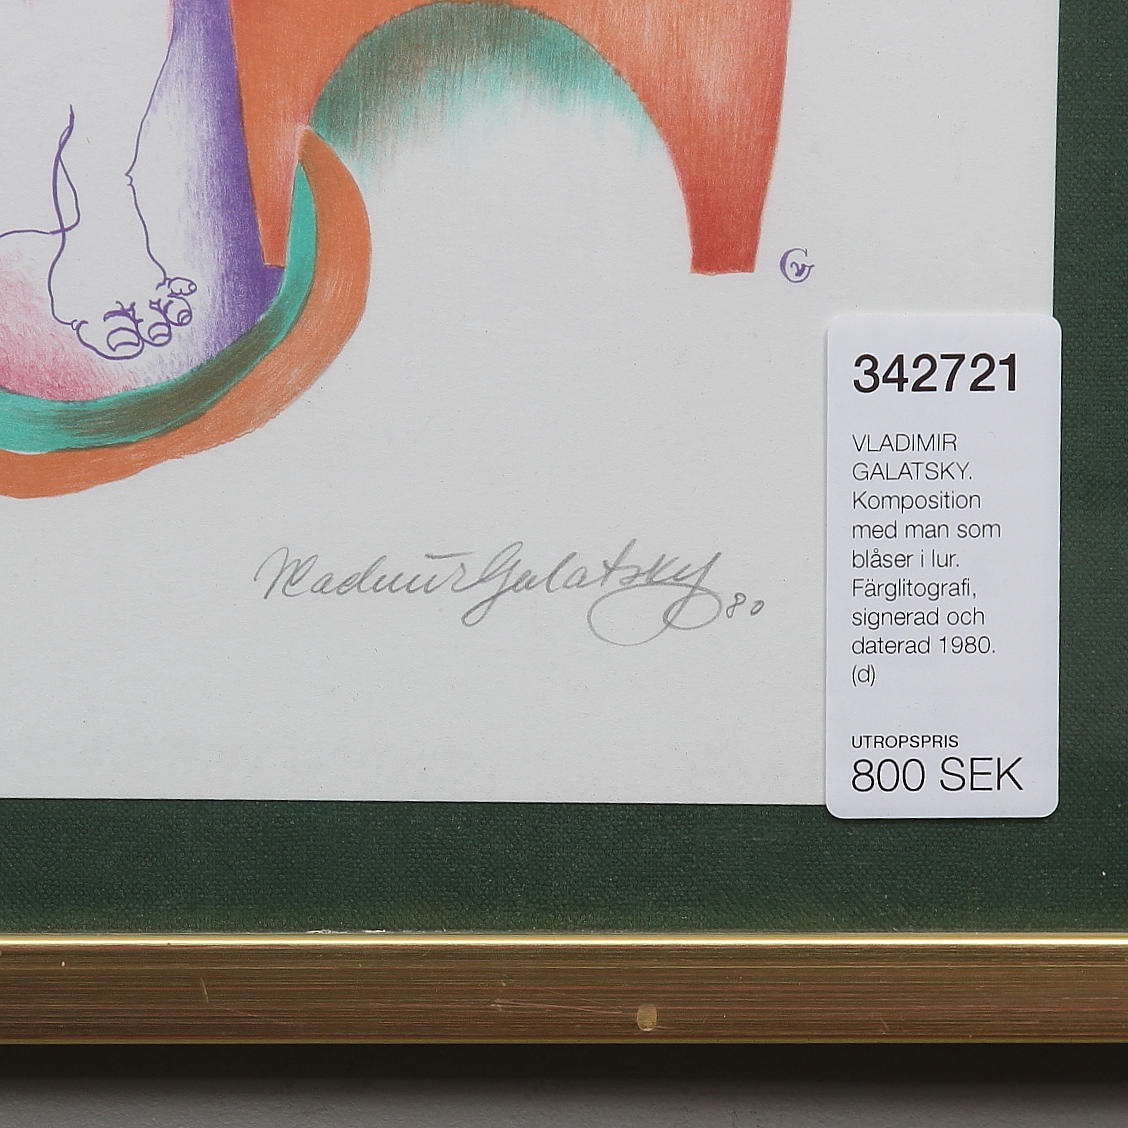 342721
VLADIMIR
GALATSKY.
Komposition
med man som
blåser i lur.
Färglitografi,
signerad och
daterad 1980.
(d)
UTROPSPRIS
800 SEK
Vladimir Galatsky 80